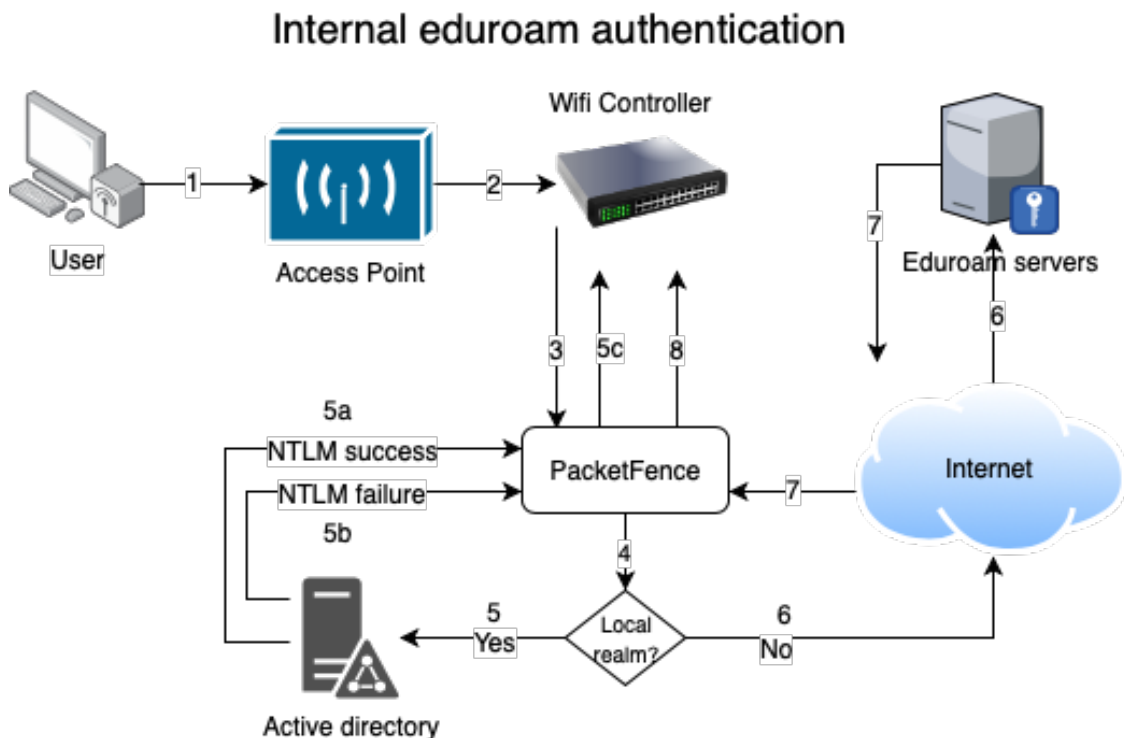 Internal eduroam authentication
Wifi Controller
1
2
7
User
Access Point
Eduroam servers
6
3
5c
8
5a
NTLM success
PacketFence
Internet
NTLM failure
7
5b
4
5
Yes
Local
realm?
6
No
Active directory